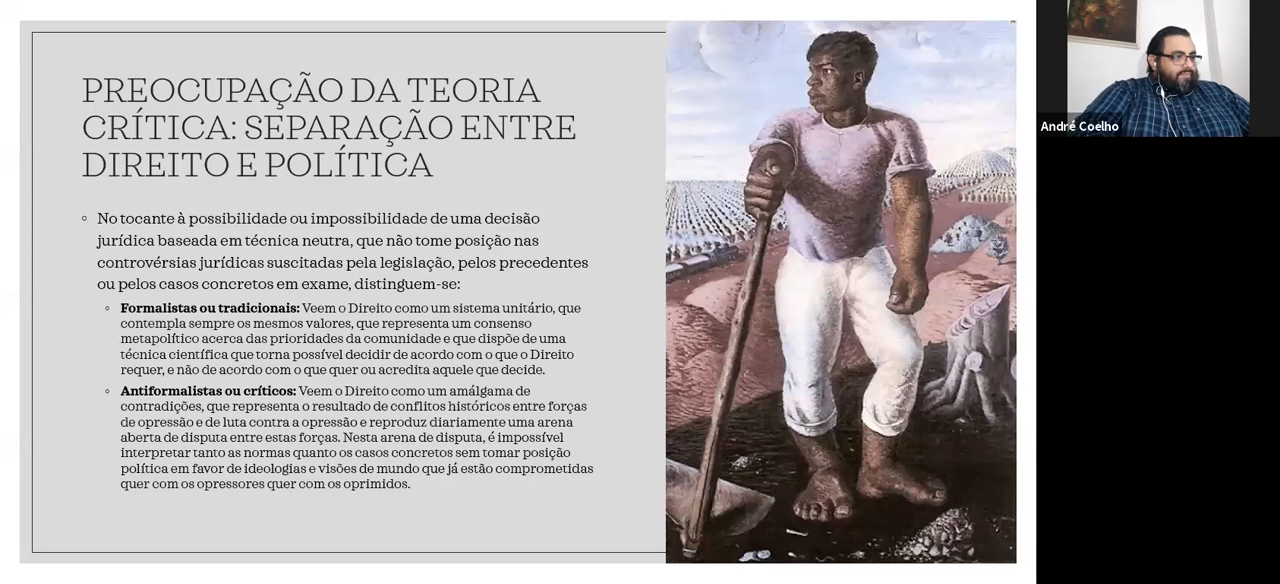 PREOCUPAÇÃO DA TEORIA
CRÍTICA: SEPARAÇÃO ENTRE
DIREITO E POLÍTICA
No tocante à possibilidade ou impossibilidade de uma decisão
jurídica baseada em técnica neutra, que não tome posição nas
controvérsias jurídicas suscitadas pela legislação, pelos precedentes
ou pelos casos concretos em exame, distinguem-se:
Formalistas ou tradicionais: Veem o Direito como um sistema unitário, que
contempla sempre os mesmos valores, que representa um consenso
metapolítico acerca das prioridades da comunidade e que dispõe de uma
técnica científica que torna possível decidir de acordo com o que o Direito
requer, e não de acordo com o que quer ou acredita aquele que decide.
Antiformalistas ou críticos: Veem o Direito como um amálgama de
contradições, que representa o resultado de conflitos históricos entre forças
de opressão e de luta contra a opressão e reproduz diariamente uma arena
aberta de disputa entre estas forças. Nesta arena de disputa, é impossível
interpretar tanto as normas quanto os casos concretos sem tomar posição
política em favor de ideologias e visões de mundo que já estão comprometidas
quer com os opressores quer com os oprimidos.
André Coelho